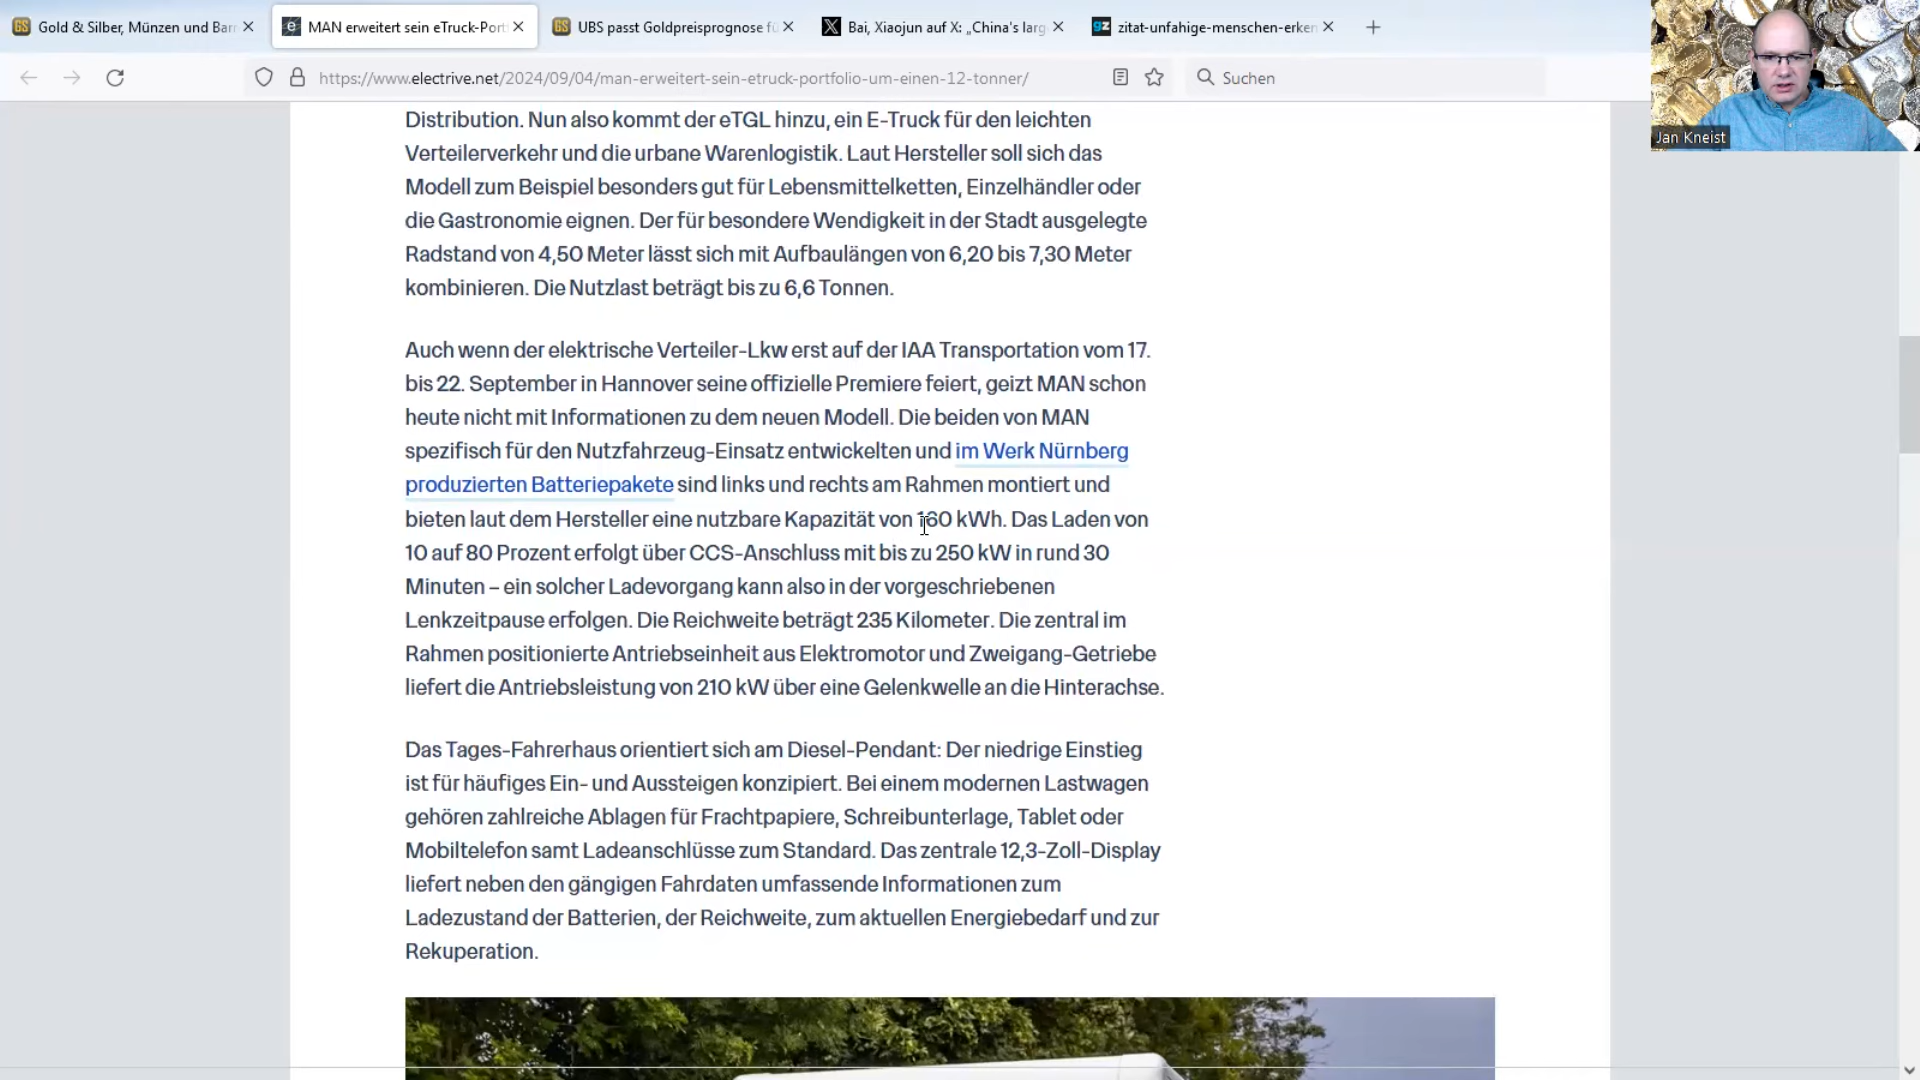 Gold & Silber, Münzen und Barr
MAN erweitert sein eTruck-Port
UBS passt Goldpreisprognose fü
Bai, Xiaojun auf X: „China's larg
gz zitat-unfahige-menschen-erken
https://www.electrive.net/2024/09/04/man-erweitert-sein-etruck-portfolio-um-einen-12-tonner/
Suchen
Jan Kneist
Distribution. Nun also kommt der eTGL hinzu, ein E-Truck für den leichten
Verteilerverkehr und die urbane Warenlogistik. Laut Hersteller soll sich das
Modell zum Beispiel besonders gut für Lebensmittelketten, Einzelhändler oder
die Gastronomie eignen. Der für besondere Wendigkeit in der Stadt ausgelegte
Radstand von 4,50 Meter lässt sich mit Aufbaulängen von 6,20 bis 7,30 Meter
kombinieren. Die Nutzlast beträgt bis zu 6,6 Tonnen.
Auch wenn der elektrische Verteiler-Lkw erst auf der IAA Transportation vom 17.
bis 22. September in Hannover seine offizielle Premiere feiert, geizt MAN schon
heute nicht mit Informationen zu dem neuen Modell. Die beiden von MAN
spezifisch für den Nutzfahrzeug-Einsatz entwickelten und im Werk Nürnberg
produzierten Batteriepakete sind links und rechts am Rahmen montiert und
bieten laut dem Hersteller eine nutzbare Kapazität von 160 kWh. Das Laden von
10 auf 80 Prozent erfolgt über CCS-Anschluss mit bis zu 250 kW in rund 30
Minuten – ein solcher Ladevorgang kann also in der vorgeschriebenen
Lenkzeitpause erfolgen. Die Reichweite beträgt 235 Kilometer. Die zentral im
Rahmen positionierte Antriebseinheit aus Elektromotor und Zweigang-Getriebe
liefert die Antriebsleistung von 210 kW über eine Gelenkwelle an die Hinterachse.
Das Tages-Fahrerhaus orientiert sich am Diesel-Pendant: Der niedrige Einstieg
ist für häufiges Ein- und Aussteigen konzipiert. Bei einem modernen Lastwagen
gehören zahlreiche Ablagen für Frachtpapiere, Schreibunterlage, Tablet oder
Mobiltelefon samt Ladeanschlüsse zum Standard. Das zentrale 12,3-Zoll-Display
liefert neben den gängigen Fahrdaten umfassende Informationen zum
Ladezustand der Batterien, der Reichweite, zum aktuellen Energiebedarf und zur
Rekuperation.